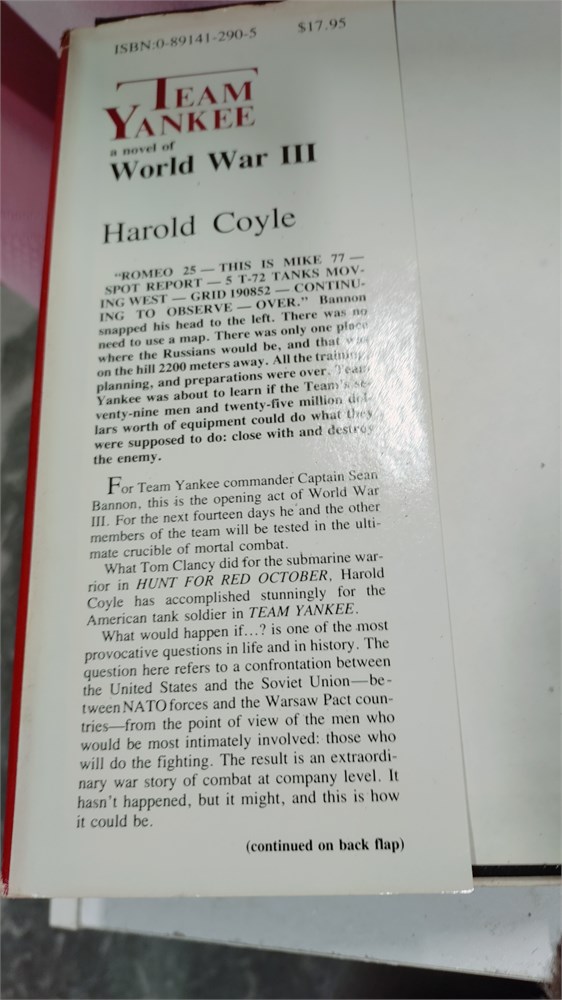 ISBN:0-89141-290-5 $17.95
TEAM
YANKEE
a novel of
World War III
Harold Coyle
"ROMEO 25 — THIS IS MIKE 77 —
SPOT REPORT — 5 T-72 TANKS MOV-
ING WEST — GRID 190852 — CONTINU-
ING TO OBSERVE — OVER." Bannon
snapped his head to the left. There was no
need to use a map. There was only one place
where the Russians would be, and that was
on the hill 2200 meters away. All the training,
planning, and preparations were over. Team
Yankee was about to learn if the Team's se-
venty-nine men and twenty-five million dol-
lars worth of equipment could do what they
were supposed to do: close with and destroy
the enemy.
For Team Yankee commander Captain Sean
Bannon, this is the opening act of World War
III. For the next fourteen days he and the other
members of the team will be tested in the ulti-
mate crucible of mortal combat.
What Tom Clancy did for the submarine war-
rior in HUNT FOR RED OCTOBER, Harold
Coyle has accomplished stunningly for the
American tank soldier in TEAM YANKEE.
What would happen if...? is one of the most
provocative questions in life and in history. The
question here refers to a confrontation between
the United States and the Soviet Union—be-
tween NATO forces and the Warsaw Pact coun-
tries—from the point of view of the men who
would be most intimately involved: those who
will do the fighting. The result is an extraordi-
nary war story of combat at company level. It
hasn't happened, but it might, and this is how
it could be.
(continued on back flap)